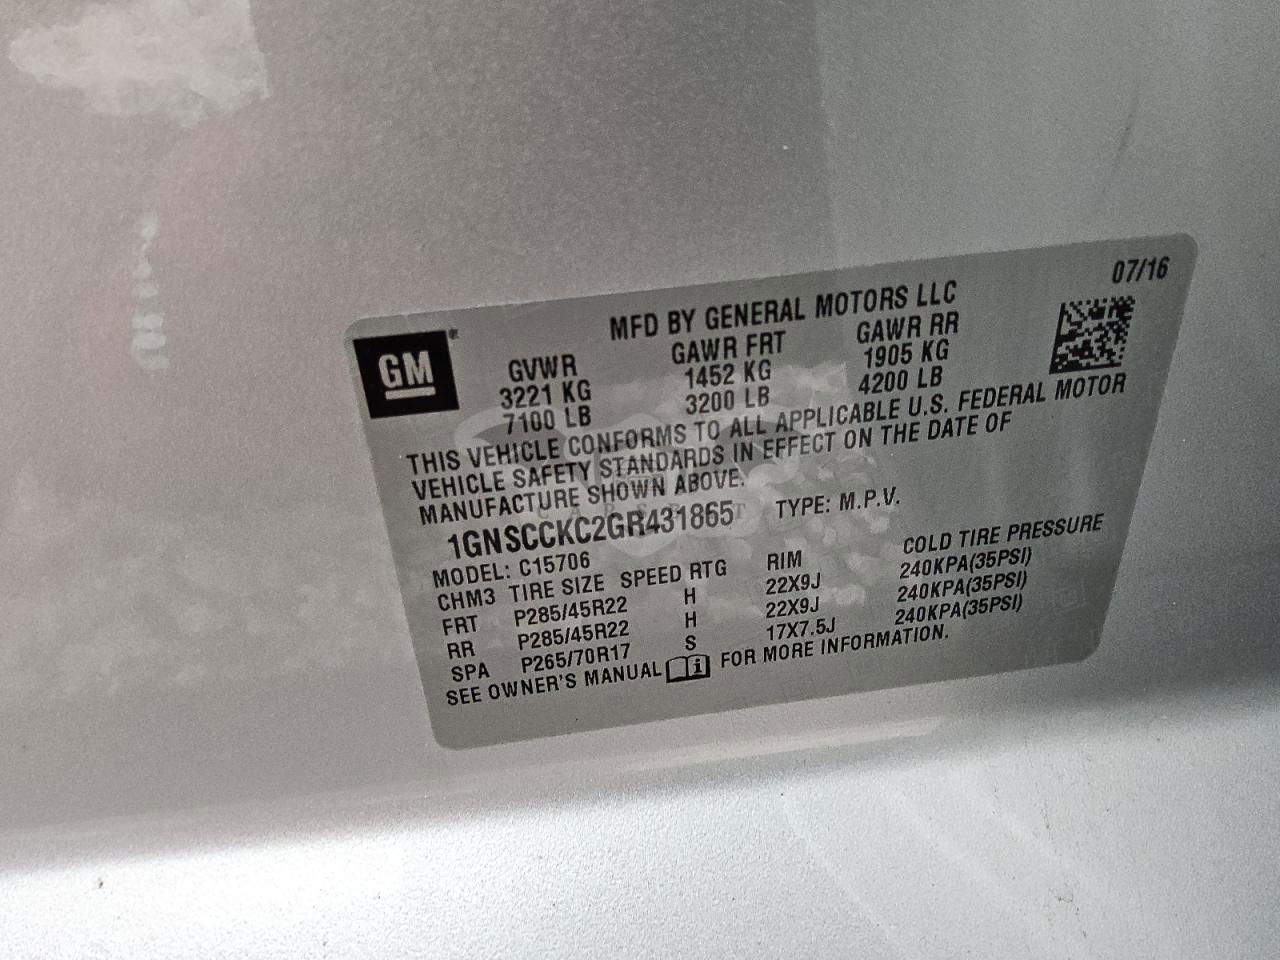 07/16
MFD BY GENERAL MOTORS LLC
GM
GVWR GAWR FRT GAWR RR
3221 KG 1452 KG 1905 KG
7100 LB 3200 LB 4200 LB
THIS VEHICLE CONFORMS TO ALL APPLICABLE U.S. FEDERAL MOTOR
VEHICLE SAFETY STANDARDS IN EFFECT ON THE DATE OF
MANUFACTURE SHOWN ABOVE.
1GNSCCKC2GR431865 TYPE: M.P.V.
MODEL: C15706
CHM3 TIRE SIZE SPEED RTG RIM COLD TIRE PRESSURE
FRT P285/45R22 H 22X9J 240KPA(35PSI)
RR P285/45R22 H 22X9J 240KPA(35PSI)
SPA P265/70R17 S 17X7.5J 240KPA(35PSI)
SEE OWNER'S MANUAL FOR MORE INFORMATION.